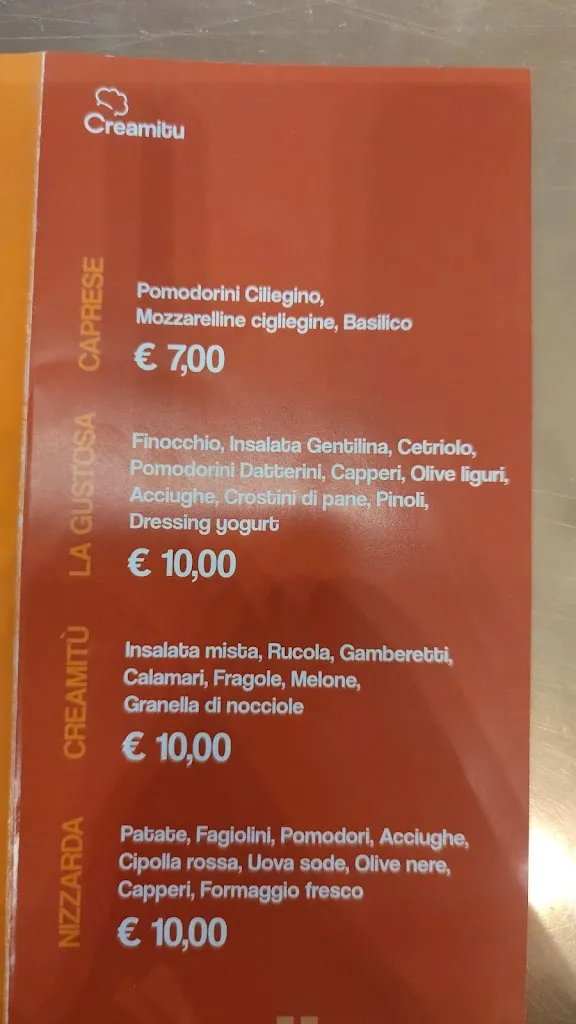 Creamitu
CAPRESE
Pomodorini Ciliegino,
Mozzarelline cigliegine, Basilico
€ 7,00
LA GUSTOSA
Finocchio, Insalata Gentilina, Cetriolo,
Pomodorini Datterini, Capperi, Olive liguri,
Acciughe, Crostini di pane, Pinoli,
Dressing yogurt
€ 10,00
CREAMITÙ
Insalata mista, Rucola, Gamberetti,
Calamari, Fragole, Melone,
Granella di nocciole
€ 10,00
NIZZARDA
Patate, Fagiolini, Pomodori, Acciughe,
Cipolla rossa, Uova sode, Olive nere,
Capperi, Formaggio fresco
€ 10,00